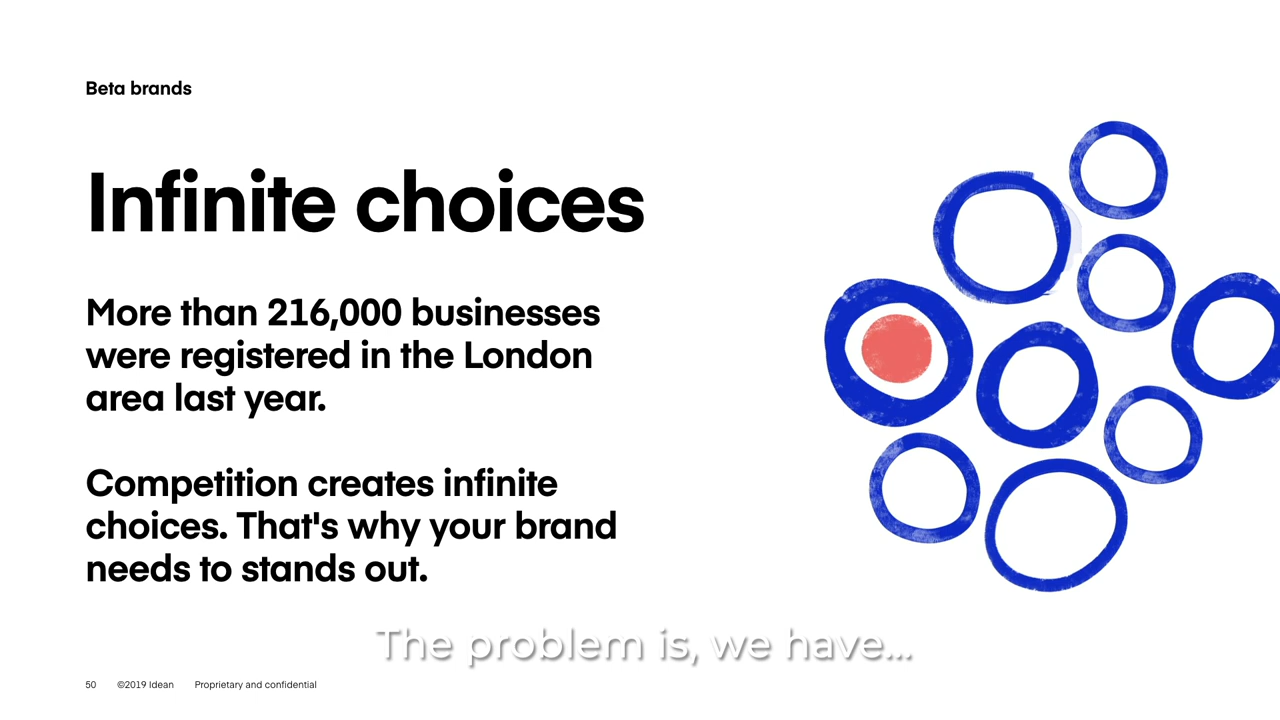 Beta brands
Infinite choices
More than 216,000 businesses
were registered in the London
area last year.
Competition creates infinite
choices. That's why your brand
needs to stands out.
The problem is, we have...
50 ©2019 Idean Proprietary and confidential